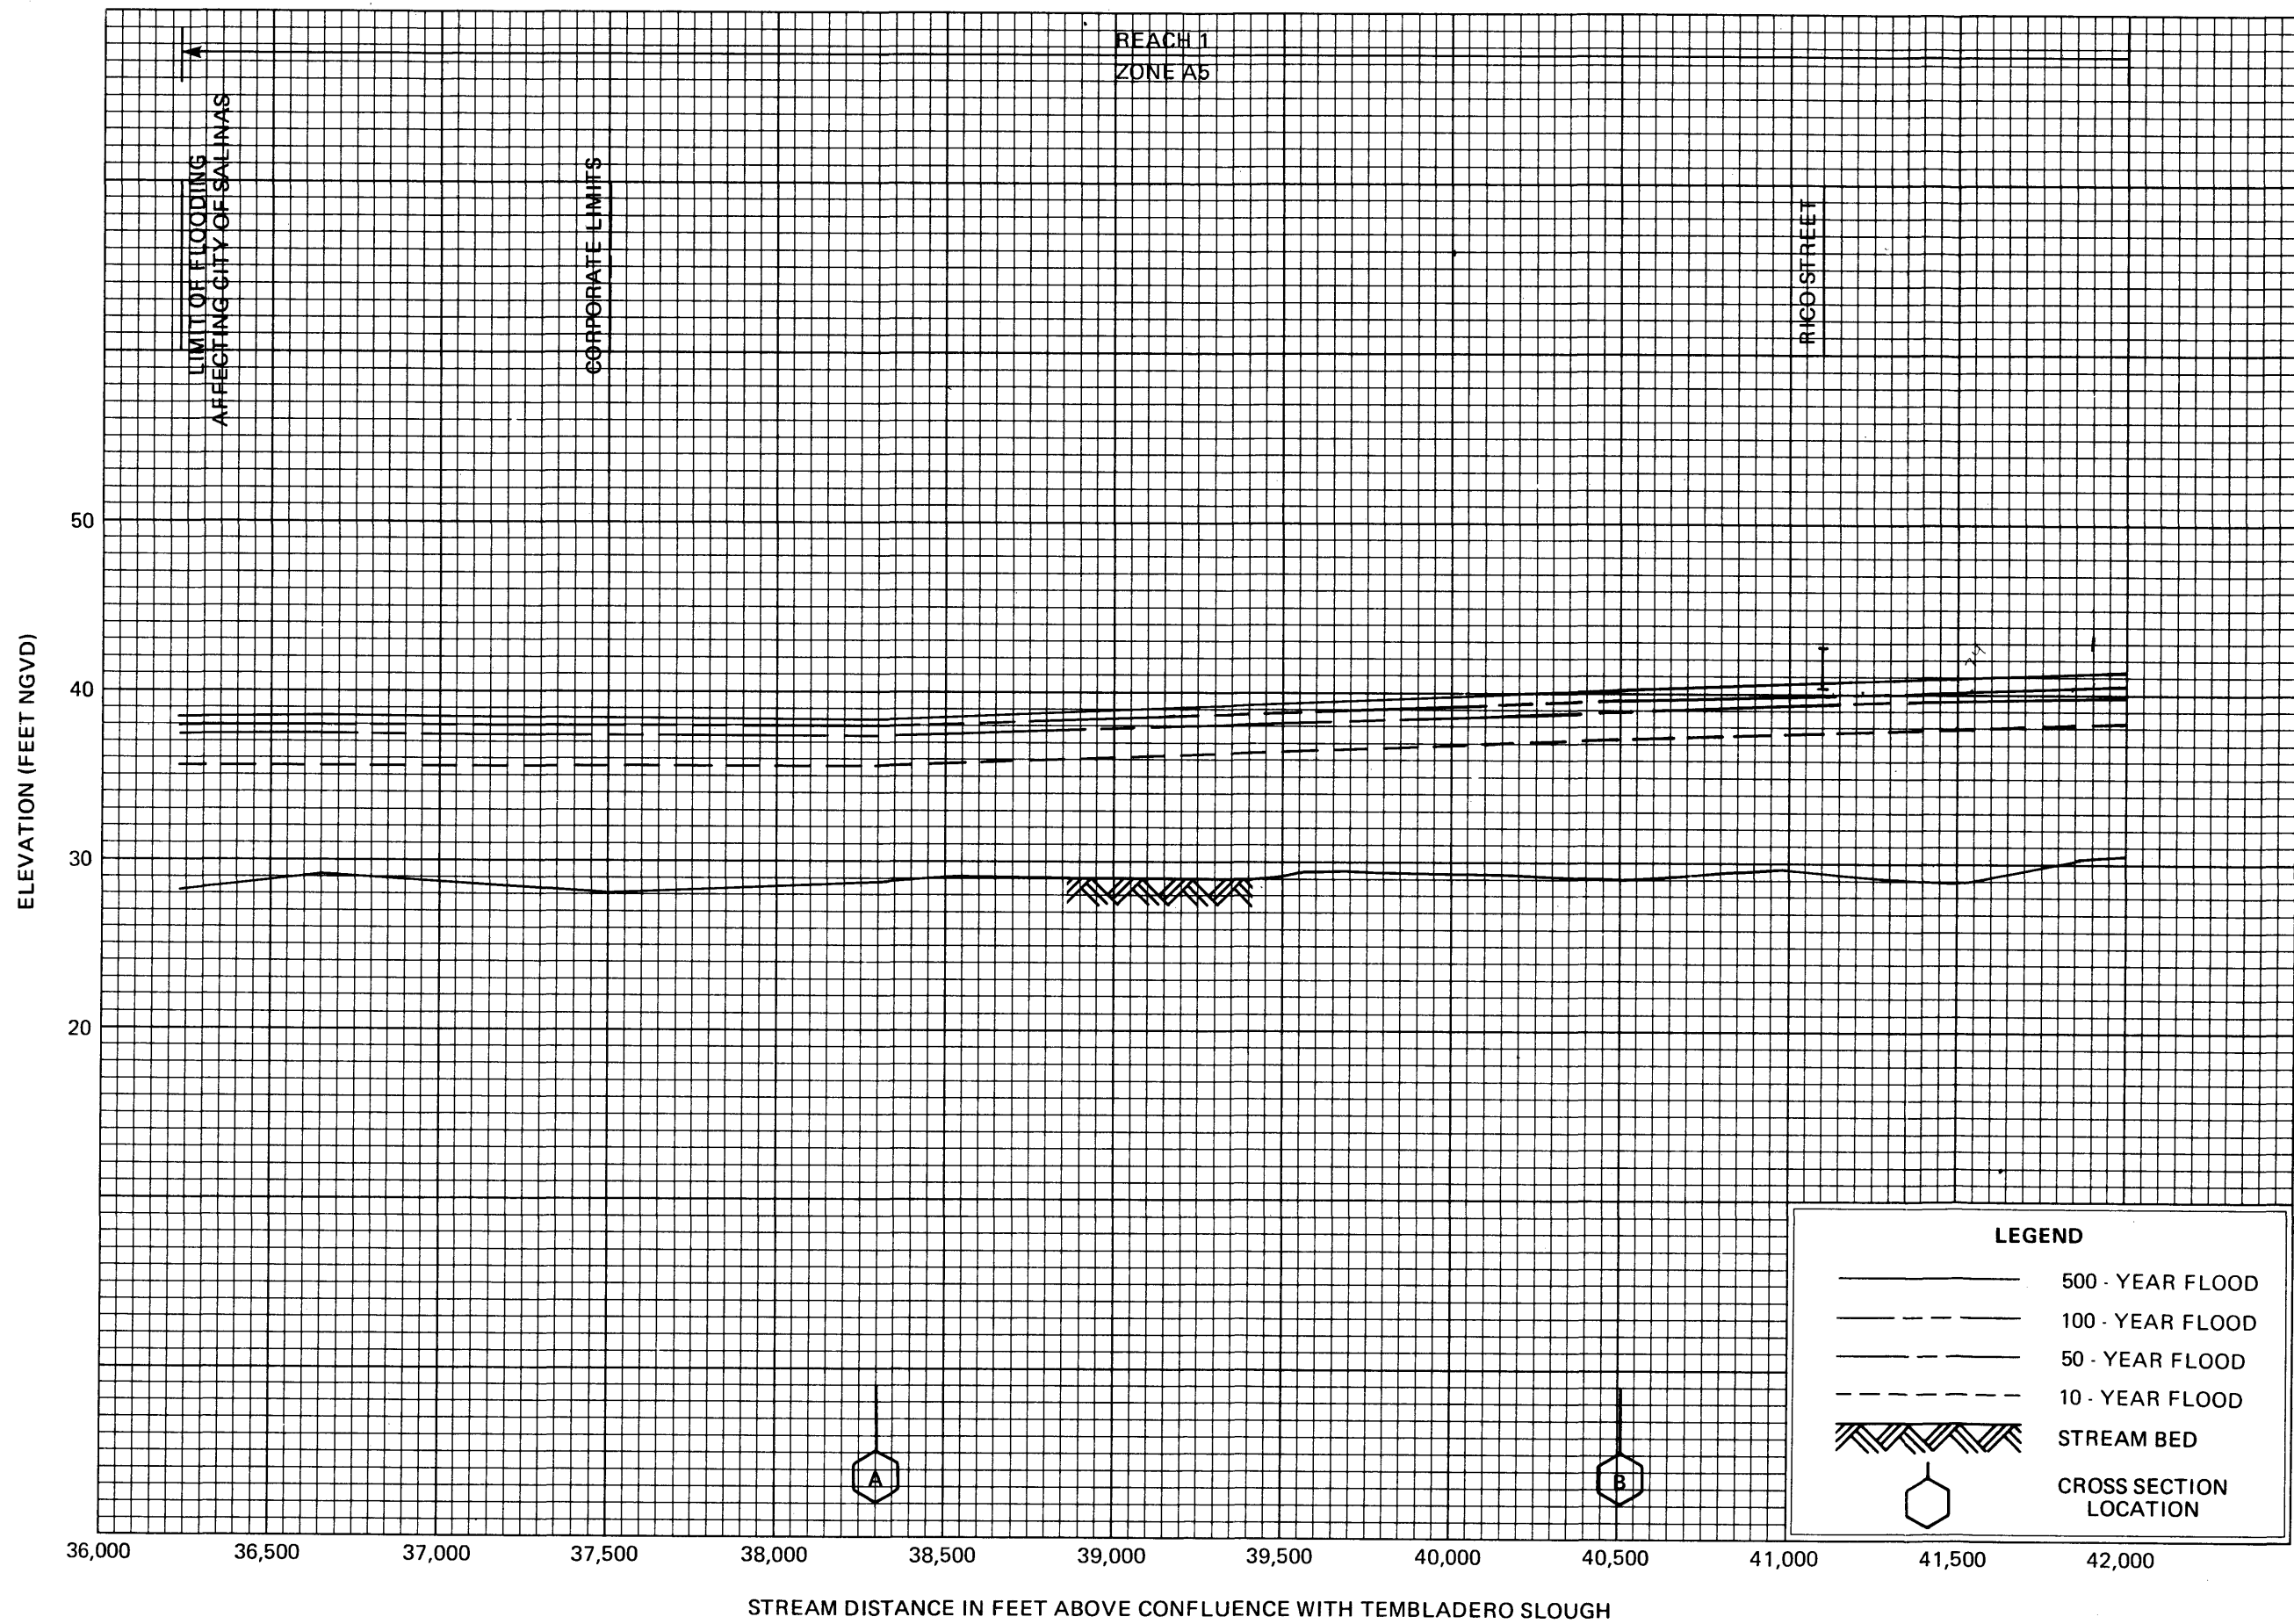 REACH 1
ZONE A5
LIMIT OF FLOODING
AFFECTING CITY OF SALINAS
CORPORATE LIMITS
RICO STREET
50
40
30
20
ELEVATION (FEET NGVD)
A
B
LEGEND
500 - YEAR FLOOD
100 - YEAR FLOOD
50 - YEAR FLOOD
10 - YEAR FLOOD
STREAM BED
CROSS SECTION
LOCATION
36,000 36,500 37,000 37,500 38,000 38,500 39,000 39,500 40,000 40,500 41,000 41,500 42,000
STREAM DISTANCE IN FEET ABOVE CONFLUENCE WITH TEMBLADERO SLOUGH